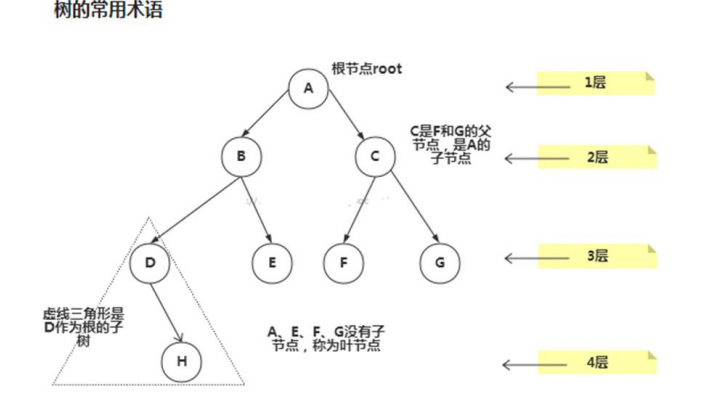 树的常用术语
根节点root
A
1层
C是F和G的父
节点，是A的
子节点
B
C
2层
D
E
F
G
3层
虚线三角形是
D作为根的子
树
A、E、F、G没有子
节点，称为叶节点
H
4层